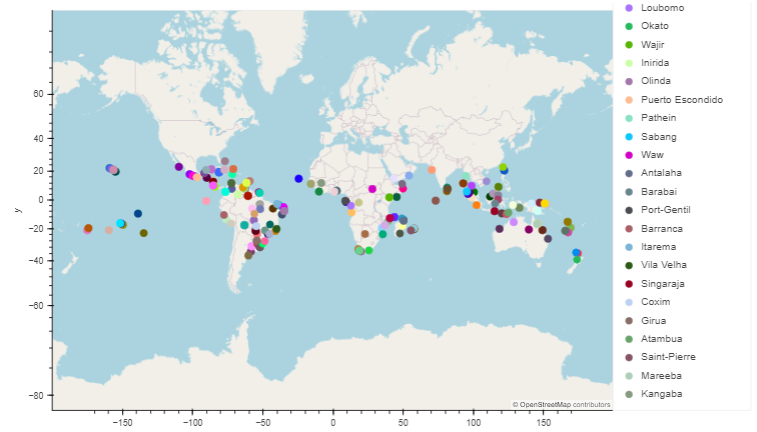 Loubomo
Okato
Wajir
Inirida
Olinda
Puerto Escondido
Pathein
Sabang
Waw
Antalaha
Barabai
Port-Gentil
Barranca
Itarema
Vila Velha
Singaraja
Coxim
Girua
Atambua
Saint-Pierre
Mareeba
Kangaba
60
40
20
0
−20
−40
−60
−80
y
© OpenStreetMap contributors
−150 −100 −50 0 50 100 150